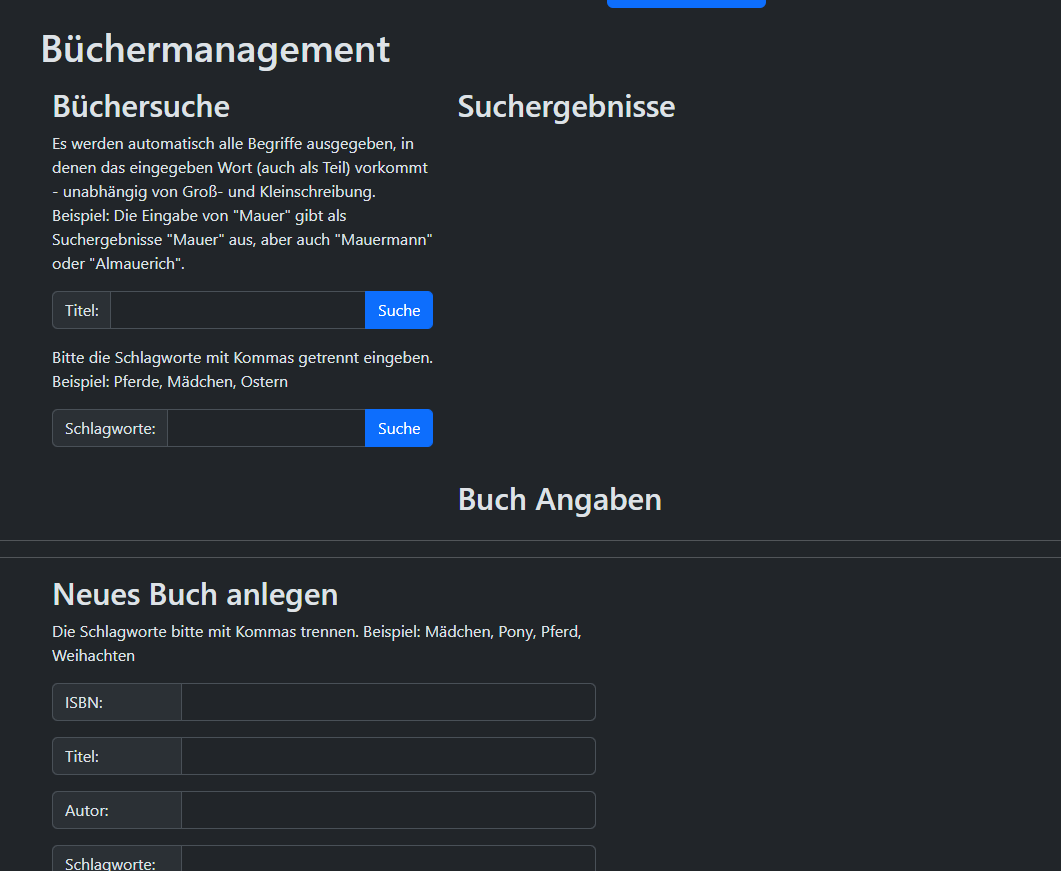 Büchermanagement
Büchersuche
Es werden automatisch alle Begriffe ausgegeben, in
denen das eingegeben Wort (auch als Teil) vorkommt
- unabhängig von Groß- und Kleinschreibung.
Beispiel: Die Eingabe von "Mauer" gibt als
Suchergebnisse "Mauer" aus, aber auch "Mauermann"
oder "Almauerich".
Titel:
Suche
Bitte die Schlagworte mit Kommas getrennt eingeben.
Beispiel: Pferde, Mädchen, Ostern
Schlagworte:
Suche
Suchergebnisse
Buch Angaben
Neues Buch anlegen
Die Schlagworte bitte mit Kommas trennen. Beispiel: Mädchen, Pony, Pferd,
Weihachten
ISBN:
Titel:
Autor:
Schlagworte: